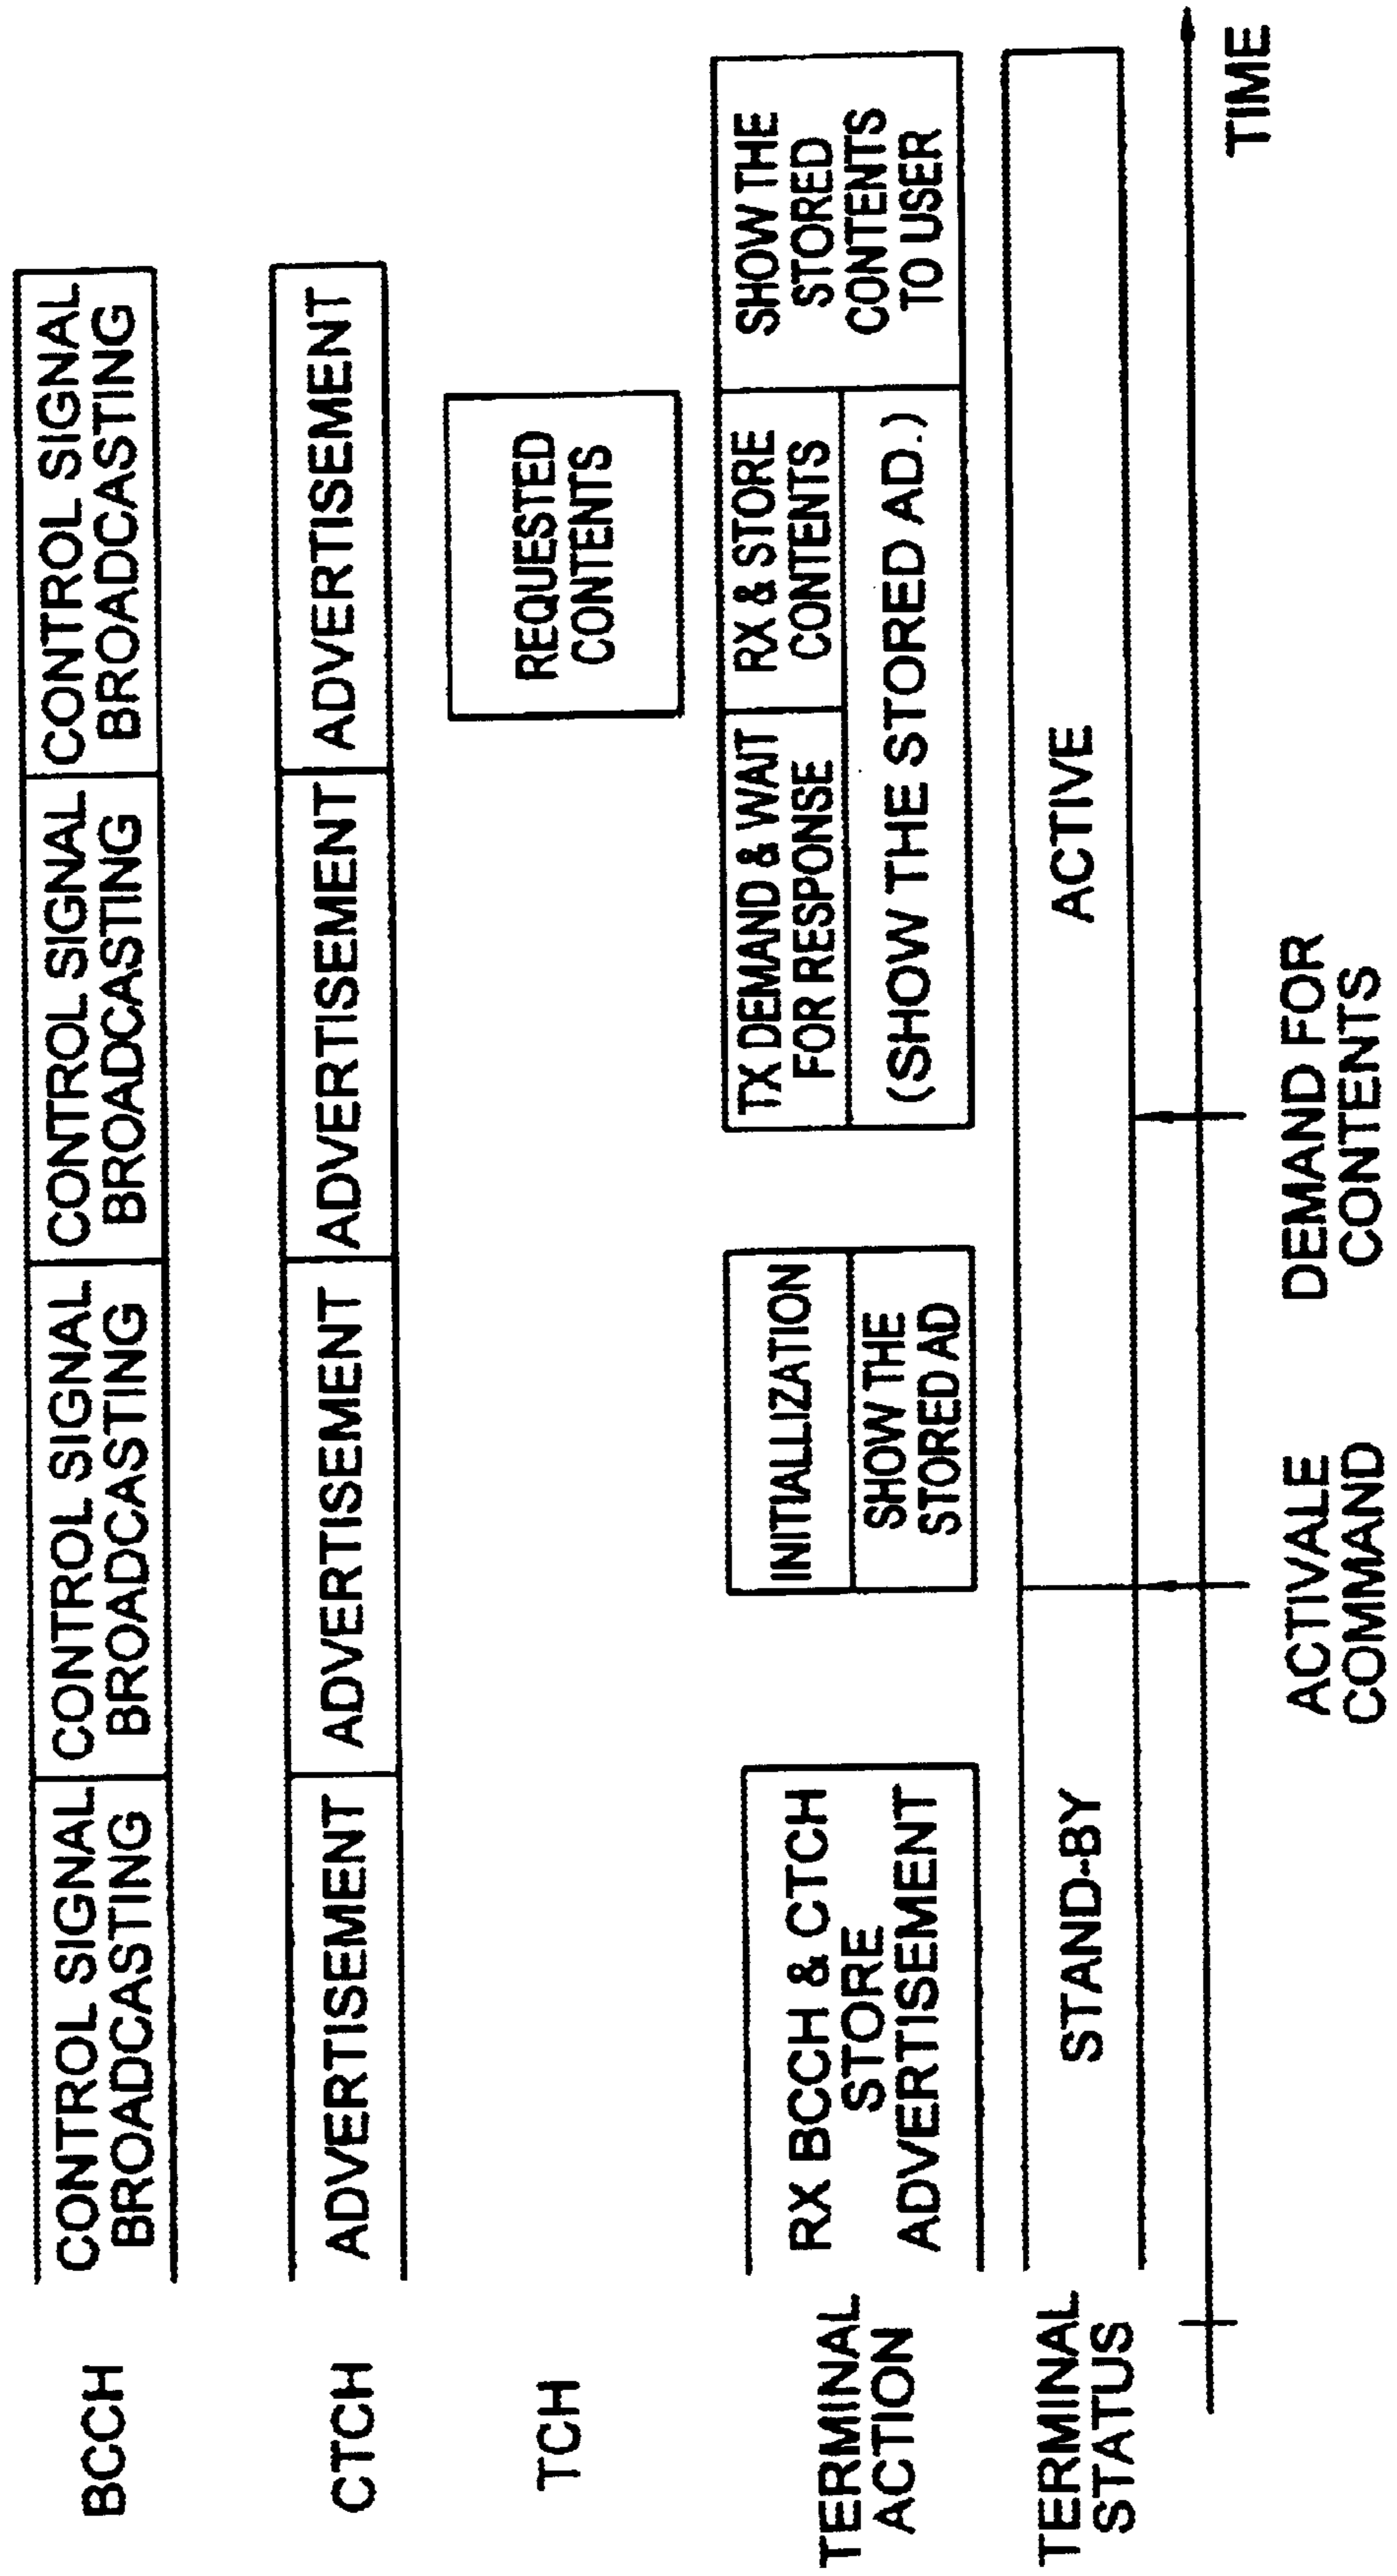 BCCH
CONTROL SIGNAL
BROADCASTING
CONTROL SIGNAL
BROADCASTING
CONTROL SIGNAL
BROADCASTING
CONTROL SIGNAL
BROADCASTING
CTCH
ADVERTISEMENT
ADVERTISEMENT
ADVERTISEMENT
ADVERTISEMENT
TCH
REQUESTED
CONTENTS
TERMINAL
ACTION
RX BCCH & CTCH
STORE
ADVERTISEMENT
INITIALLIZATION
SHOW THE
STORED AD
TX DEMAND & WAIT
FOR RESPONSE
RX & STORE
CONTENTS
(SHOW THE STORED AD.)
SHOW THE
STORED
CONTENTS
TO USER
TERMINAL
STATUS
STAND-BY
ACTIVE
ACTIVALE
COMMAND
DEMAND FOR
CONTENTS
TIME